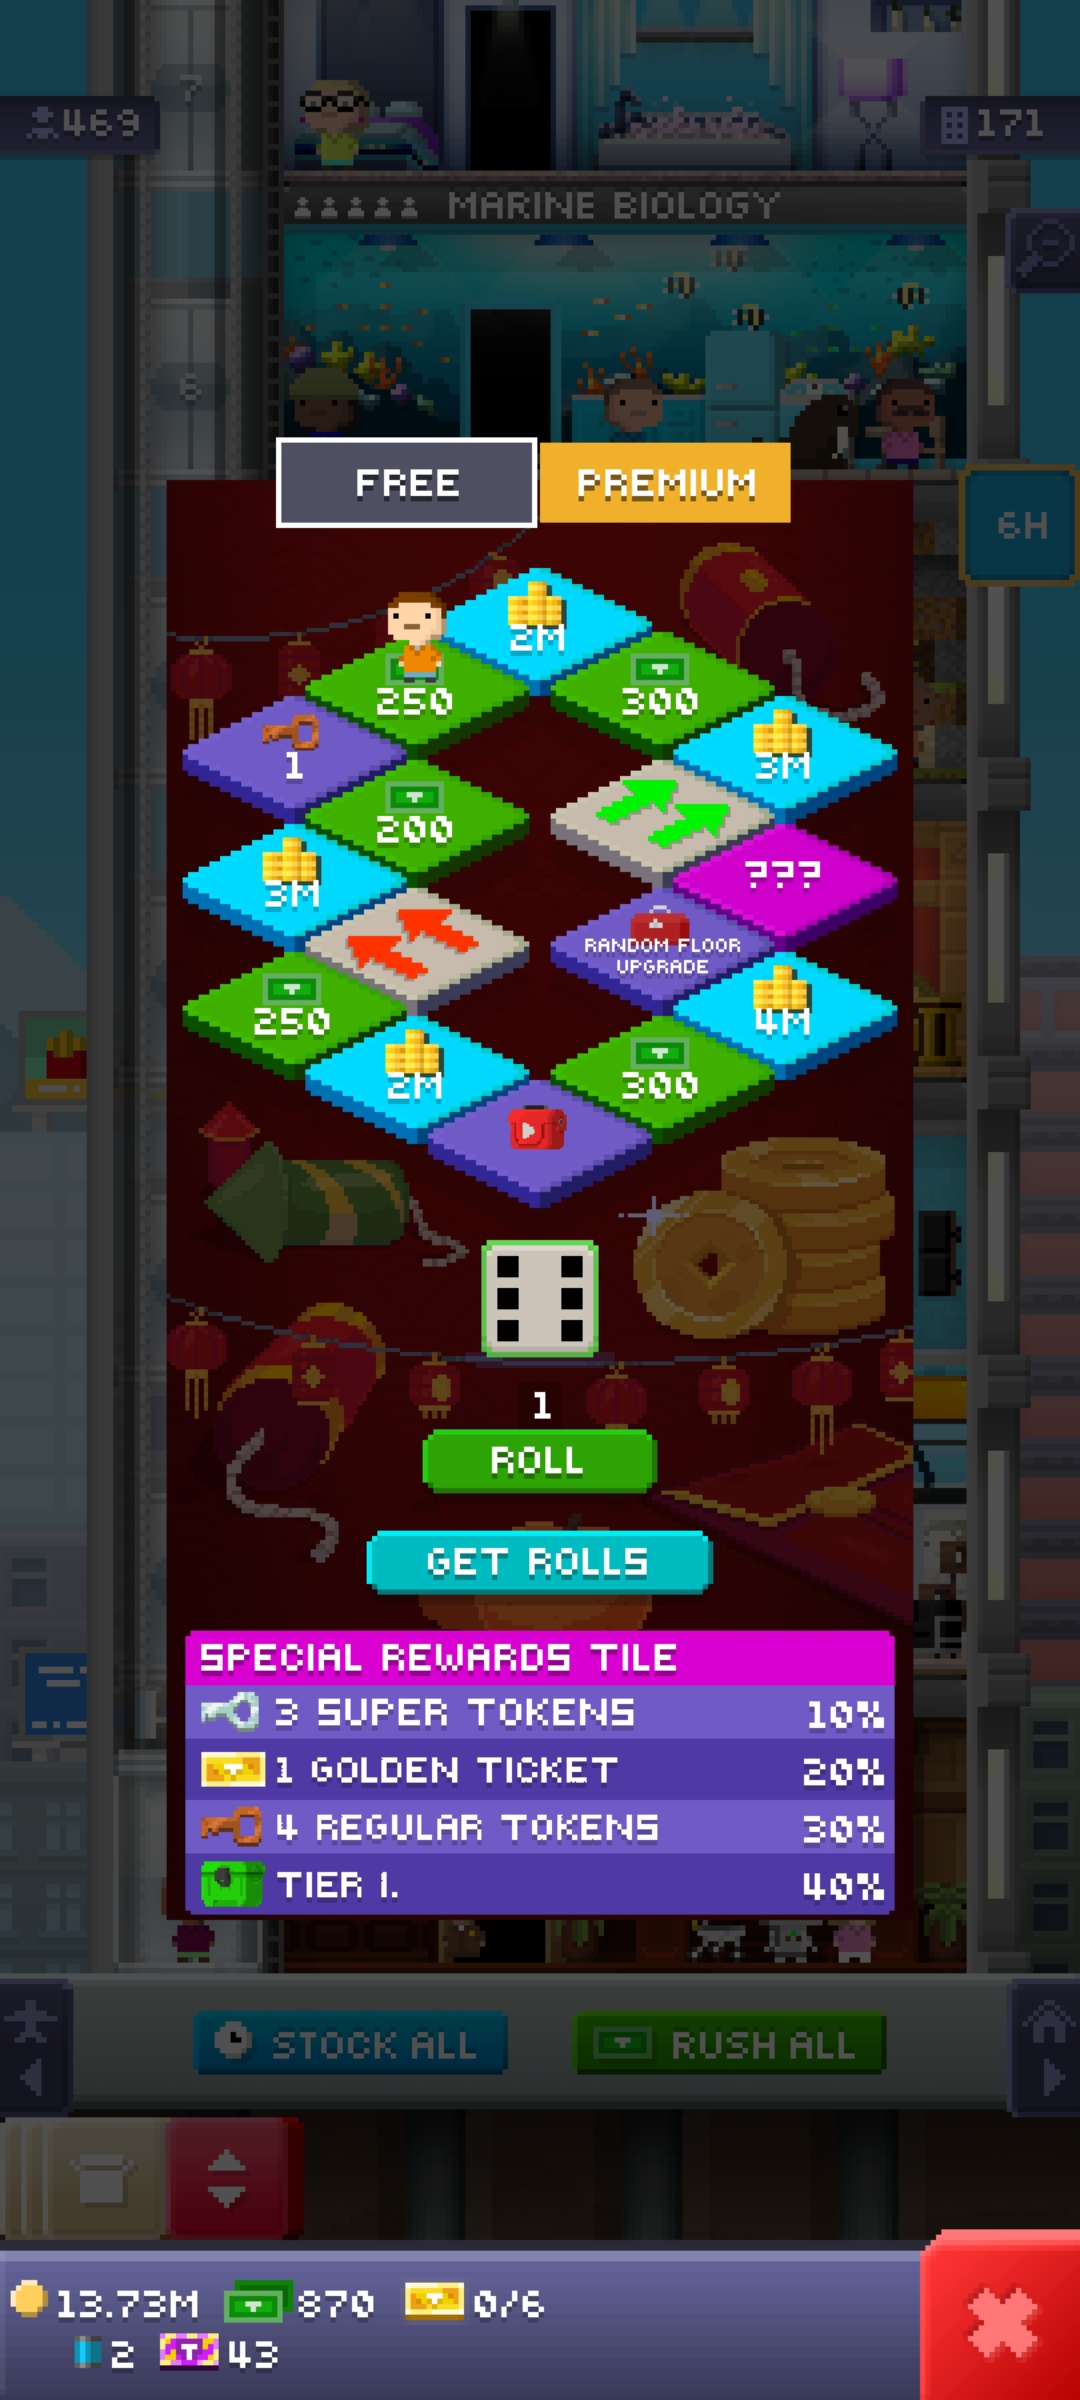 7
469
171
MARINE BIOLOGY
6
FREE
PREMIUM
6H
2M
250
300
1
3M
200
3M
???
RANDOM FLOOR
UPGRADE
250
4M
2M
300
1
ROLL
GET ROLLS
SPECIAL REWARDS TILE
3 SUPER TOKENS 10%
1 GOLDEN TICKET 20%
4 REGULAR TOKENS 30%
TIER 1. 40%
STOCK ALL
RUSH ALL
13.73M 870 0/6
2 43